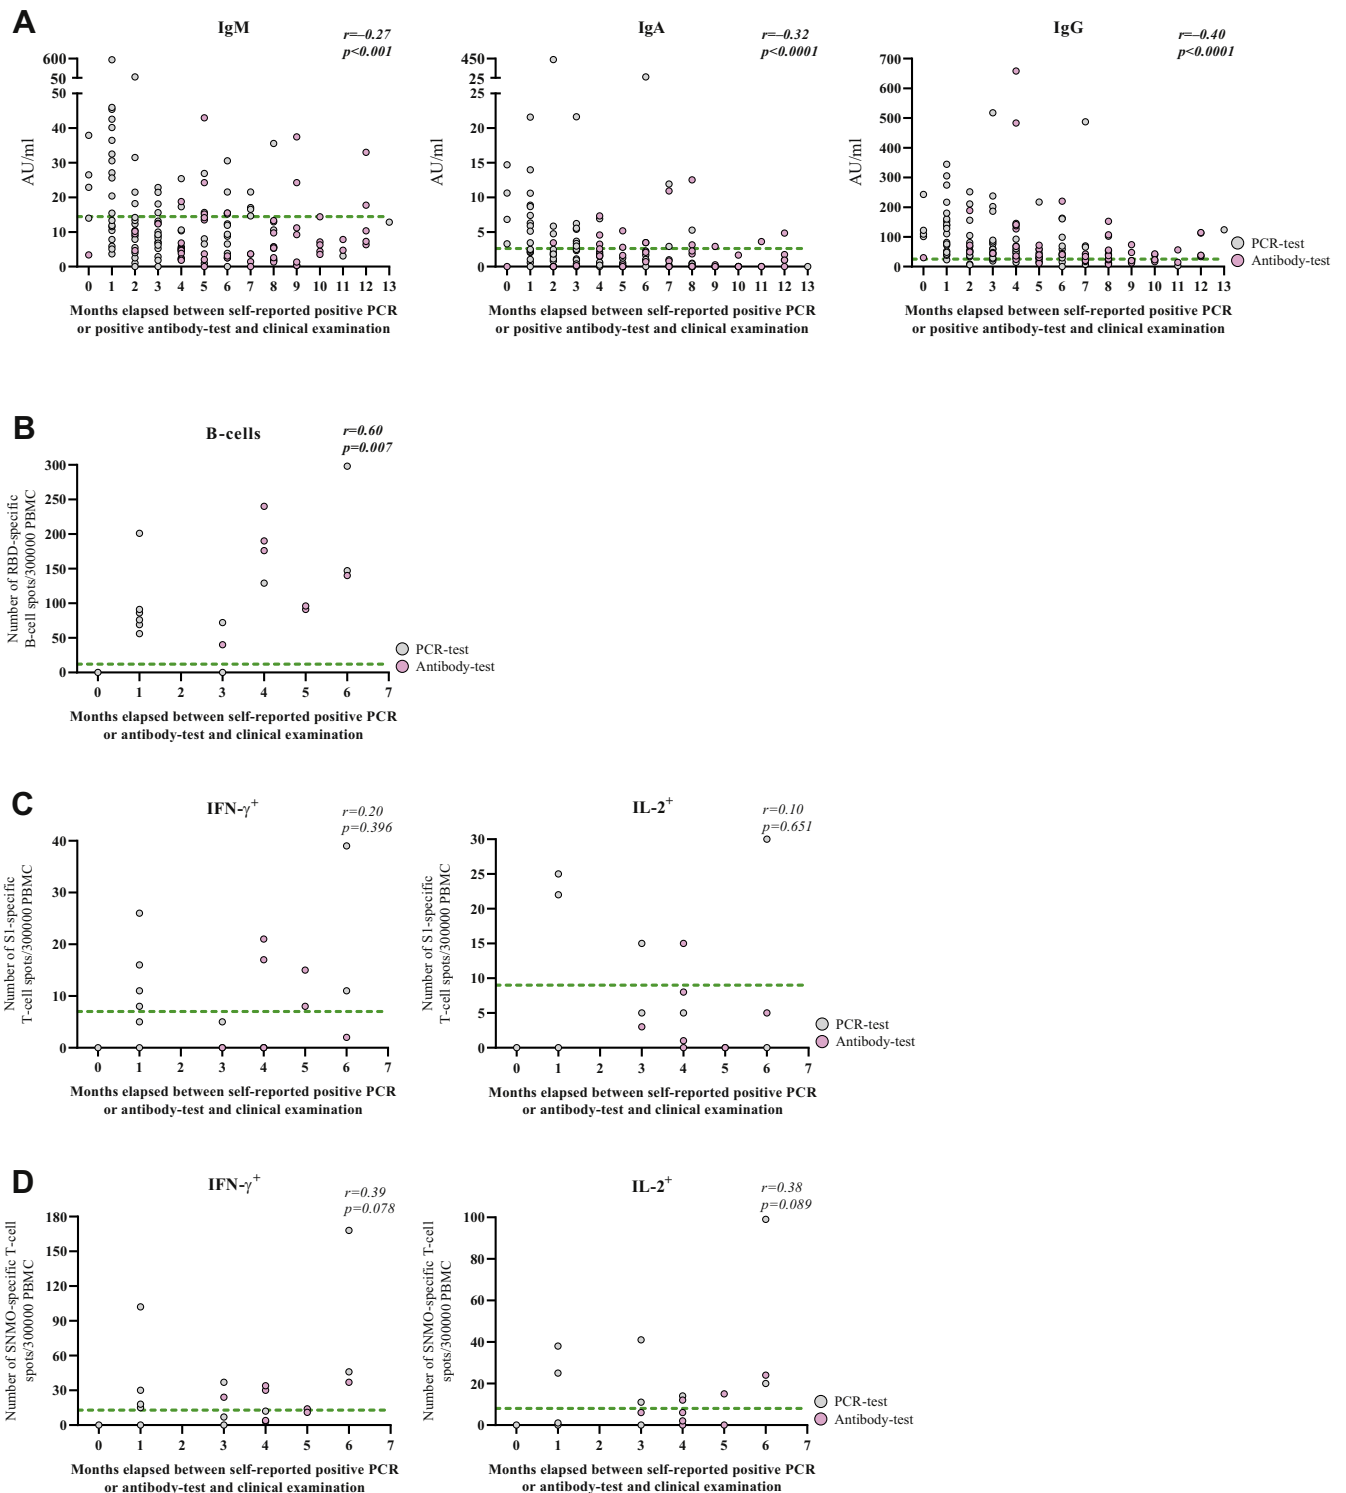 A
IgM
r=–0.27
p<0.001
AU/ml
600
50
50
40
30
20
10
0
0 1 2 3 4 5 6 7 8 9 10 11 12 13
Months elapsed between self-reported positive PCR
or positive antibody-test and clinical examination
IgA
r=–0.32
p<0.0001
AU/ml
450
25
25
20
15
10
5
0
0 1 2 3 4 5 6 7 8 9 10 11 12 13
Months elapsed between self-reported positive PCR
or positive antibody-test and clinical examination
IgG
r=–0.40
p<0.0001
AU/ml
700
600
500
400
300
200
100
0
0 1 2 3 4 5 6 7 8 9 10 11 12 13
Months elapsed between self-reported positive PCR
or positive antibody-test and clinical examination
PCR-test
Antibody-test
B
B-cells
r=0.60
p=0.007
Number of RBD-specific
B-cell spots/300000 PBMC
300
250
200
150
100
50
0
0 1 2 3 4 5 6 7
Months elapsed between self-reported positive PCR
or antibody-test and clinical examination
PCR-test
Antibody-test
C
IFN-γ+
r=0.20
p=0.396
Number of S1-specific
T-cell spots/300000 PBMC
40
30
20
10
0
0 1 2 3 4 5 6 7
Months elapsed between self-reported positive PCR
or antibody-test and clinical examination
IL-2+
r=0.10
p=0.651
Number of S1-specific
T-cell spots/300000 PBMC
30
25
20
15
10
5
0
0 1 2 3 4 5 6 7
Months elapsed between self-reported positive PCR
or antibody-test and clinical examination
PCR-test
Antibody-test
D
IFN-γ+
r=0.39
p=0.078
Number of SNMO-specific T-cell
spots/300000 PBMC
180
150
120
90
60
30
0
0 1 2 3 4 5 6 7
Months elapsed between self-reported positive PCR
or antibody-test and clinical examination
IL-2+
r=0.38
p=0.089
Number of SNMO-specific T-cell
spots/300000 PBMC
100
80
60
40
20
0
0 1 2 3 4 5 6 7
Months elapsed between self-reported positive PCR
or antibody-test and clinical examination
PCR-test
Antibody-test